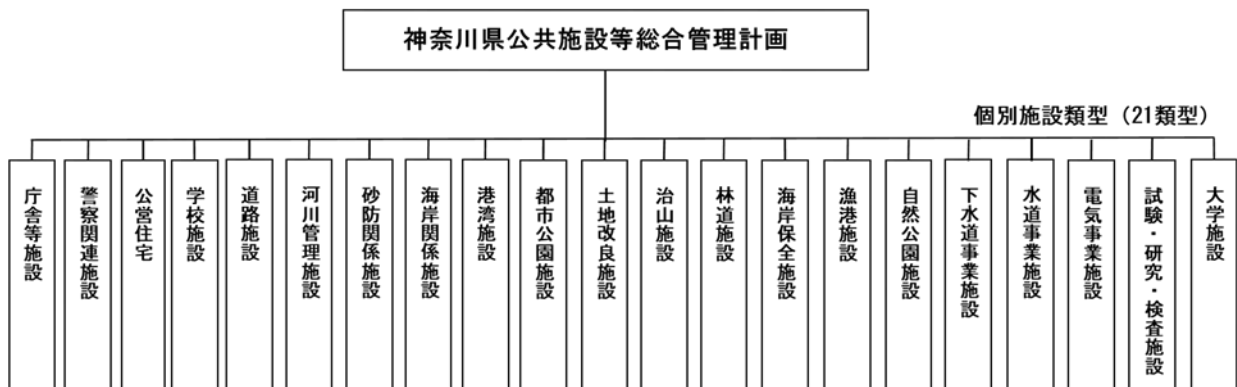 神奈川県公共施設等総合管理計画
個別施設類型（21類型）
庁舎等施設
警察関連施設
公営住宅
学校施設
道路施設
河川管理施設
砂防関係施設
海岸関係施設
港湾施設
都市公園施設
土地改良施設
治山施設
林道施設
海岸保全施設
漁港施設
自然公園施設
下水道事業施設
水道事業施設
電気事業施設
試験・研究・検査施設
大学施設